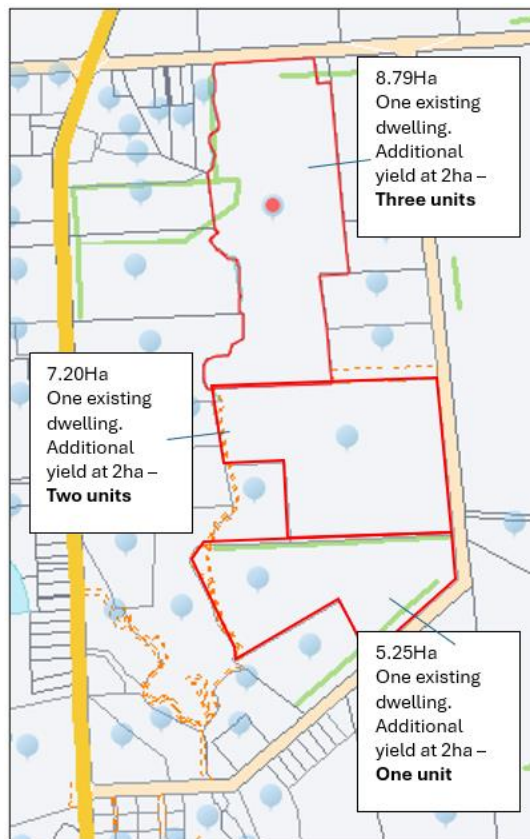 8.79Ha
One existing
dwelling.
Additional
yield at 2ha –
Three units
7.20Ha
One existing
dwelling.
Additional
yield at 2ha –
Two units
5.25Ha
One existing
dwelling.
Additional
yield at 2ha –
One unit